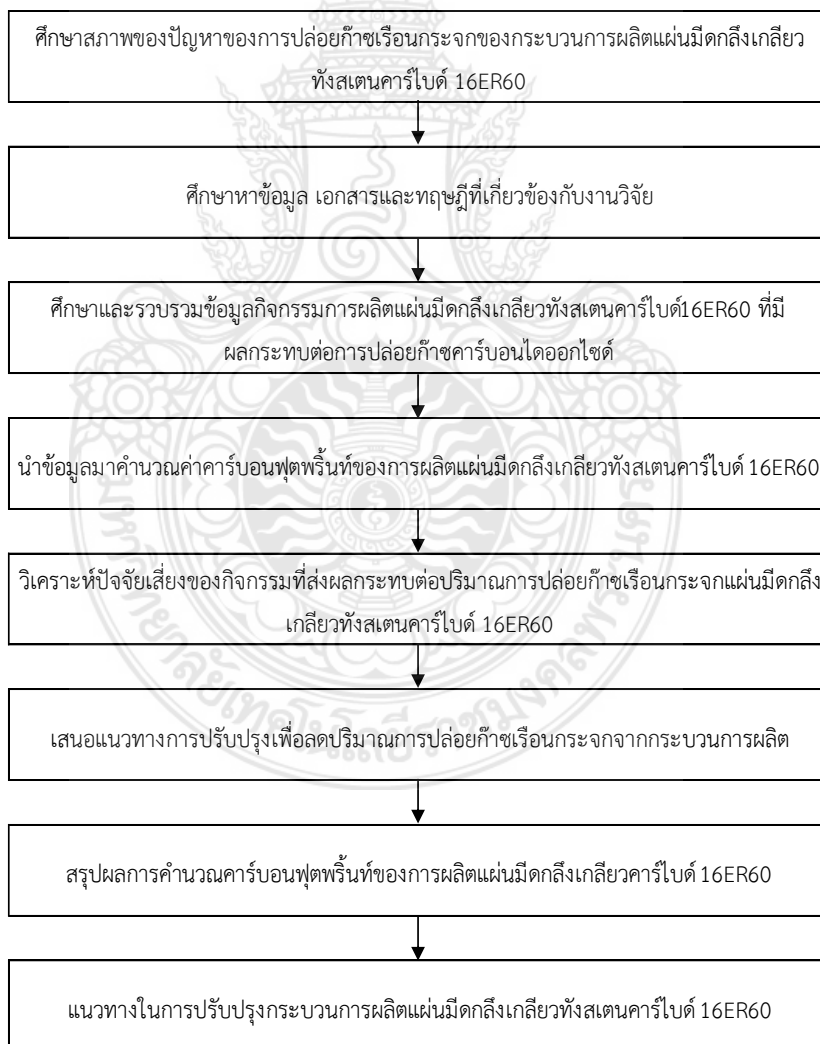 ศึกษาสภาพของปัญหาของการปล่อยก๊าซเรือนกระจกของกระบวนการผลิตแผ่นมีดกลึงเกลียว
ทังสเตนคาร์ไบด์ 16ER60
ศึกษาหาข้อมูล เอกสารและทฤษฎีที่เกี่ยวข้องกับงานวิจัย
ศึกษาและรวบรวมข้อมูลกิจกรรมการผลิตแผ่นมีดกลึงเกลียวทังสเตนคาร์ไบด์16ER60 ที่มี
ผลกระทบต่อการปล่อยก๊าซคาร์บอนไดออกไซด์
นำข้อมูลมาคำนวณค่าคาร์บอนฟุตพริ้นท์ของการผลิตแผ่นมีดกลึงเกลียวทังสเตนคาร์ไบด์ 16ER60
วิเคราะห์ปัจจัยเสี่ยงของกิจกรรมที่ส่งผลกระทบต่อปริมาณการปล่อยก๊าซเรือนกระจกแผ่นมีดกลึง
เกลียวทังสเตนคาร์ไบด์ 16ER60
เสนอแนวทางการปรับปรุงเพื่อลดปริมาณการปล่อยก๊าซเรือนกระจกจากกระบวนการผลิต
สรุปผลการคำนวณคาร์บอนฟุตพริ้นท์ของการผลิตแผ่นมีดกลึงเกลียวคาร์ไบด์ 16ER60
แนวทางในการปรับปรุงกระบวนการผลิตแผ่นมีดกลึงเกลียวทังสเตนคาร์ไบด์ 16ER60